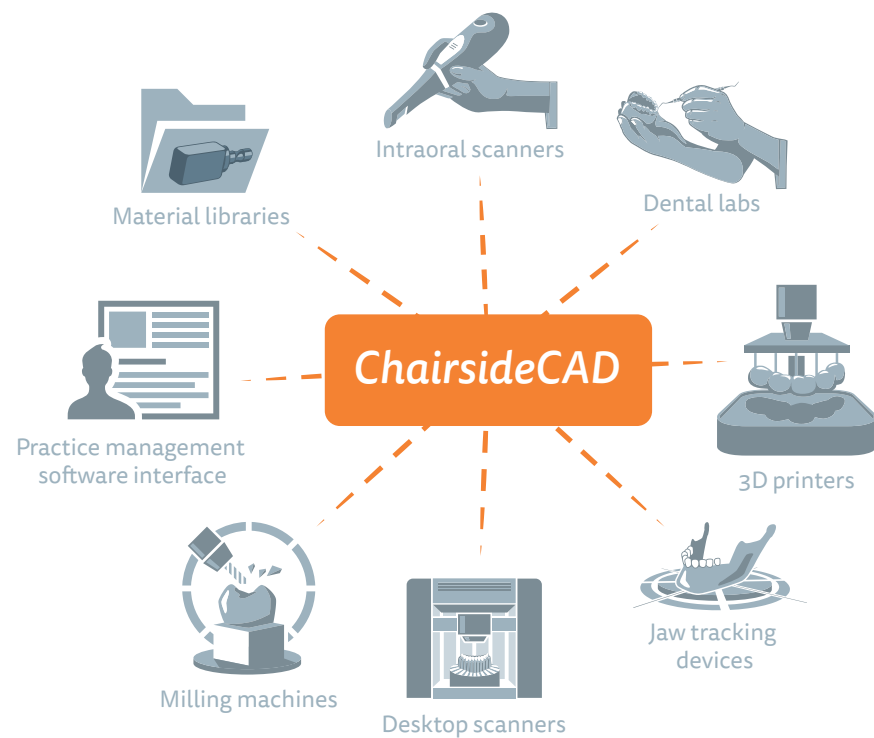 Intraoral scanners
Dental labs
Material libraries
ChairsideCAD
Practice management
software interface
3D printers
Jaw tracking
devices
Milling machines
Desktop scanners